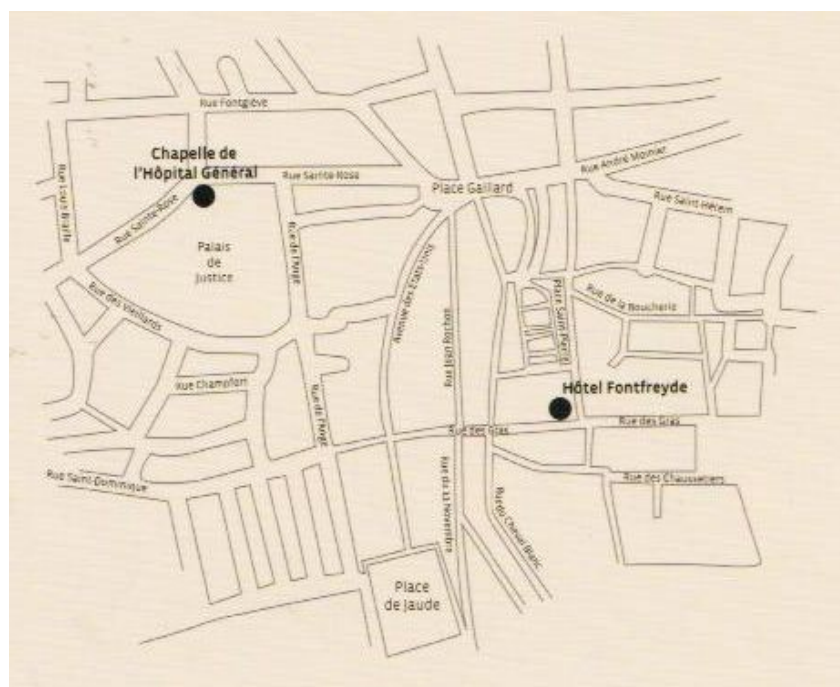 Rue Fontgiève
Chapelle de
l'Hôpital Général
Rue Sainte-Rose
Rue André Moinier
Place Gaillard
Rue Saint-Hérem
Rue Louis Braille
Rue Sainte-Rose
Palais
de
Justice
Rue de l'Ange
Avenue des États-Unis
Rue des Vieillards
Rue Jean Rochon
Place Saint-Pierre
Rue de la Boucherie
Rue Champfort
Rue de l'Ange
Hôtel Fontfreyde
Rue des Gras
Rue des Gras
Rue Saint-Dominique
Rue du 11 Novembre
Rue du Cheval Blanc
Rue des Chaussetiers
Place
de Jaude